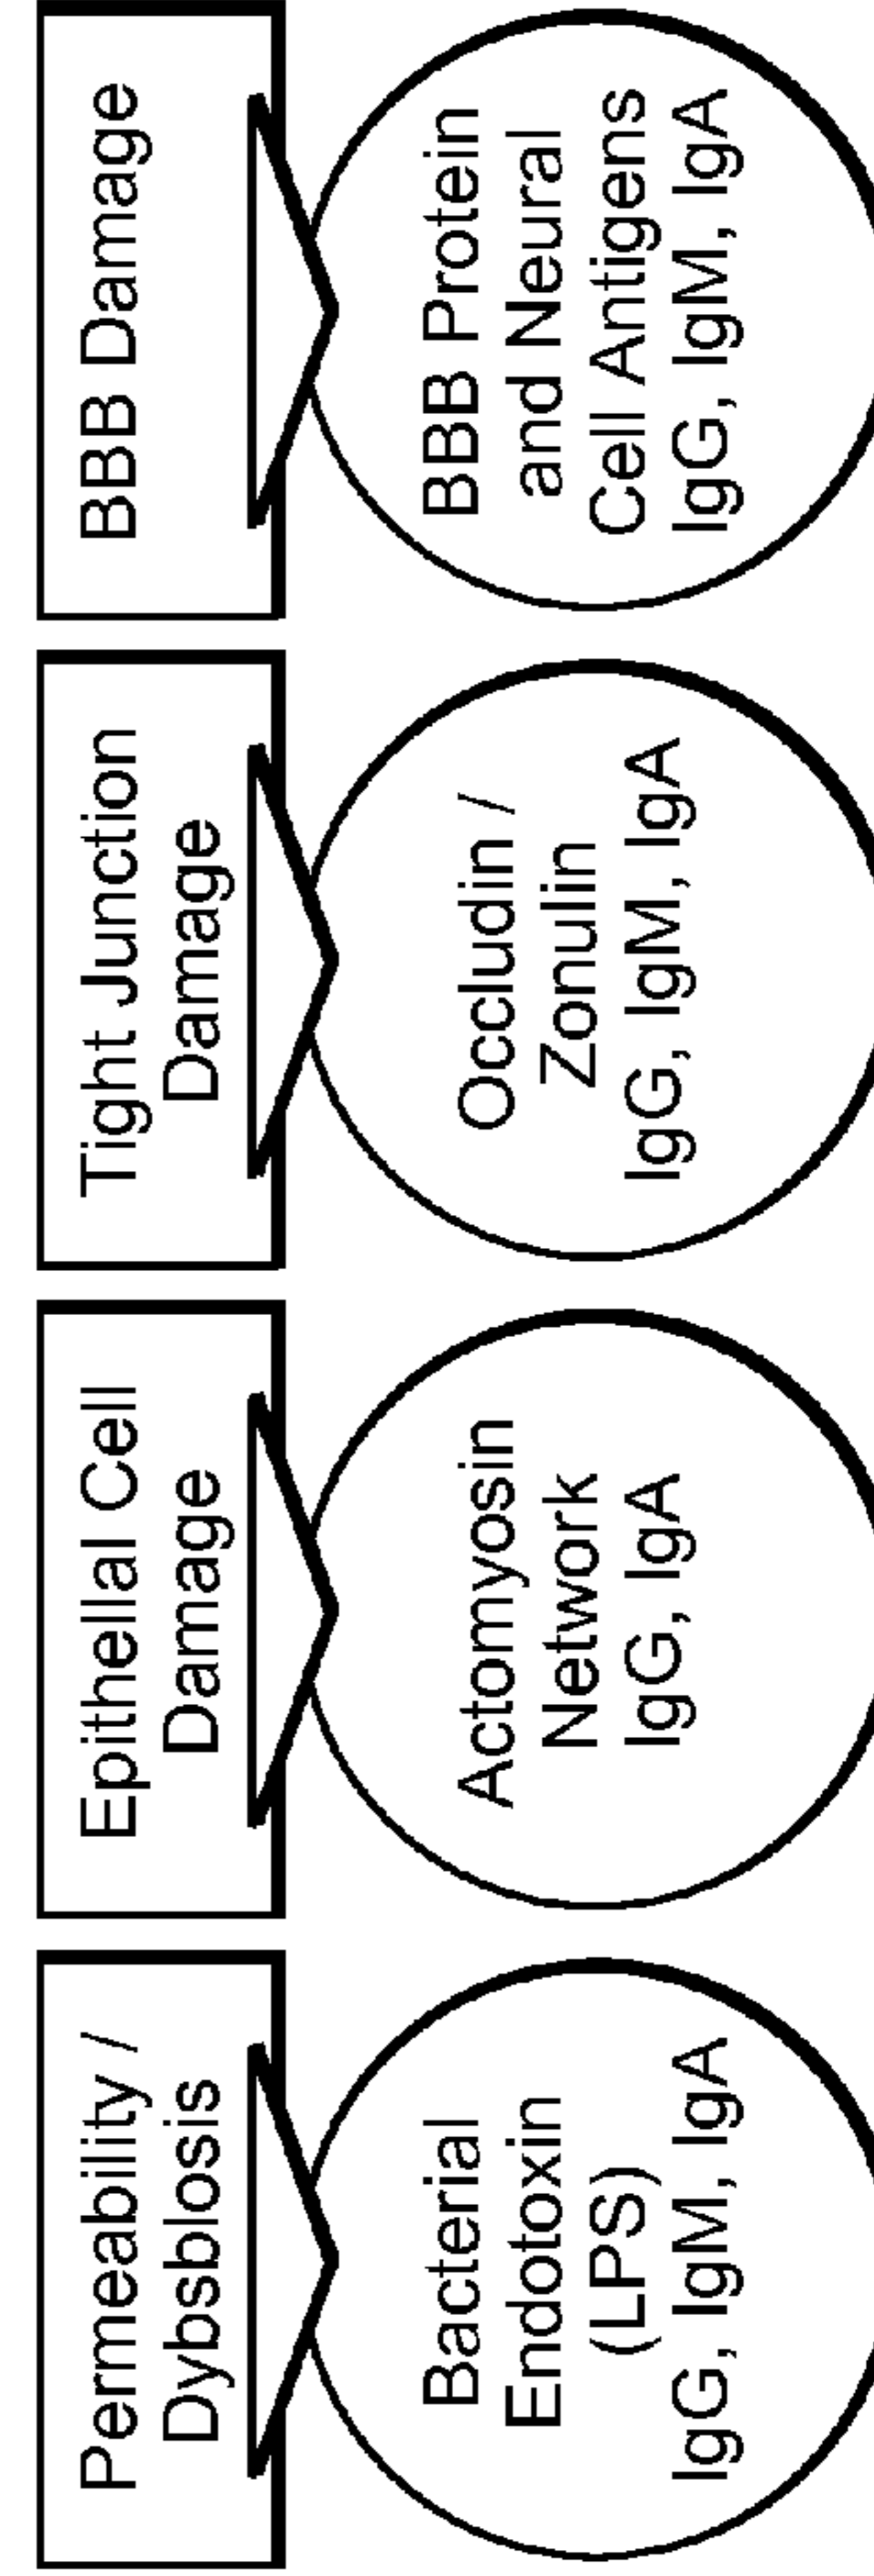 Permeability /
Dybsblosis
Bacterial
Endotoxin
(LPS)
IgG, IgM, IgA
Epithellal Cell
Damage
Actomyosin
Network
IgG, IgA
Tight Junction
Damage
Occludin /
Zonulin
IgG, IgM, IgA
BBB Damage
BBB Protein
and Neural
Cell Antigens
IgG, IgM, IgA